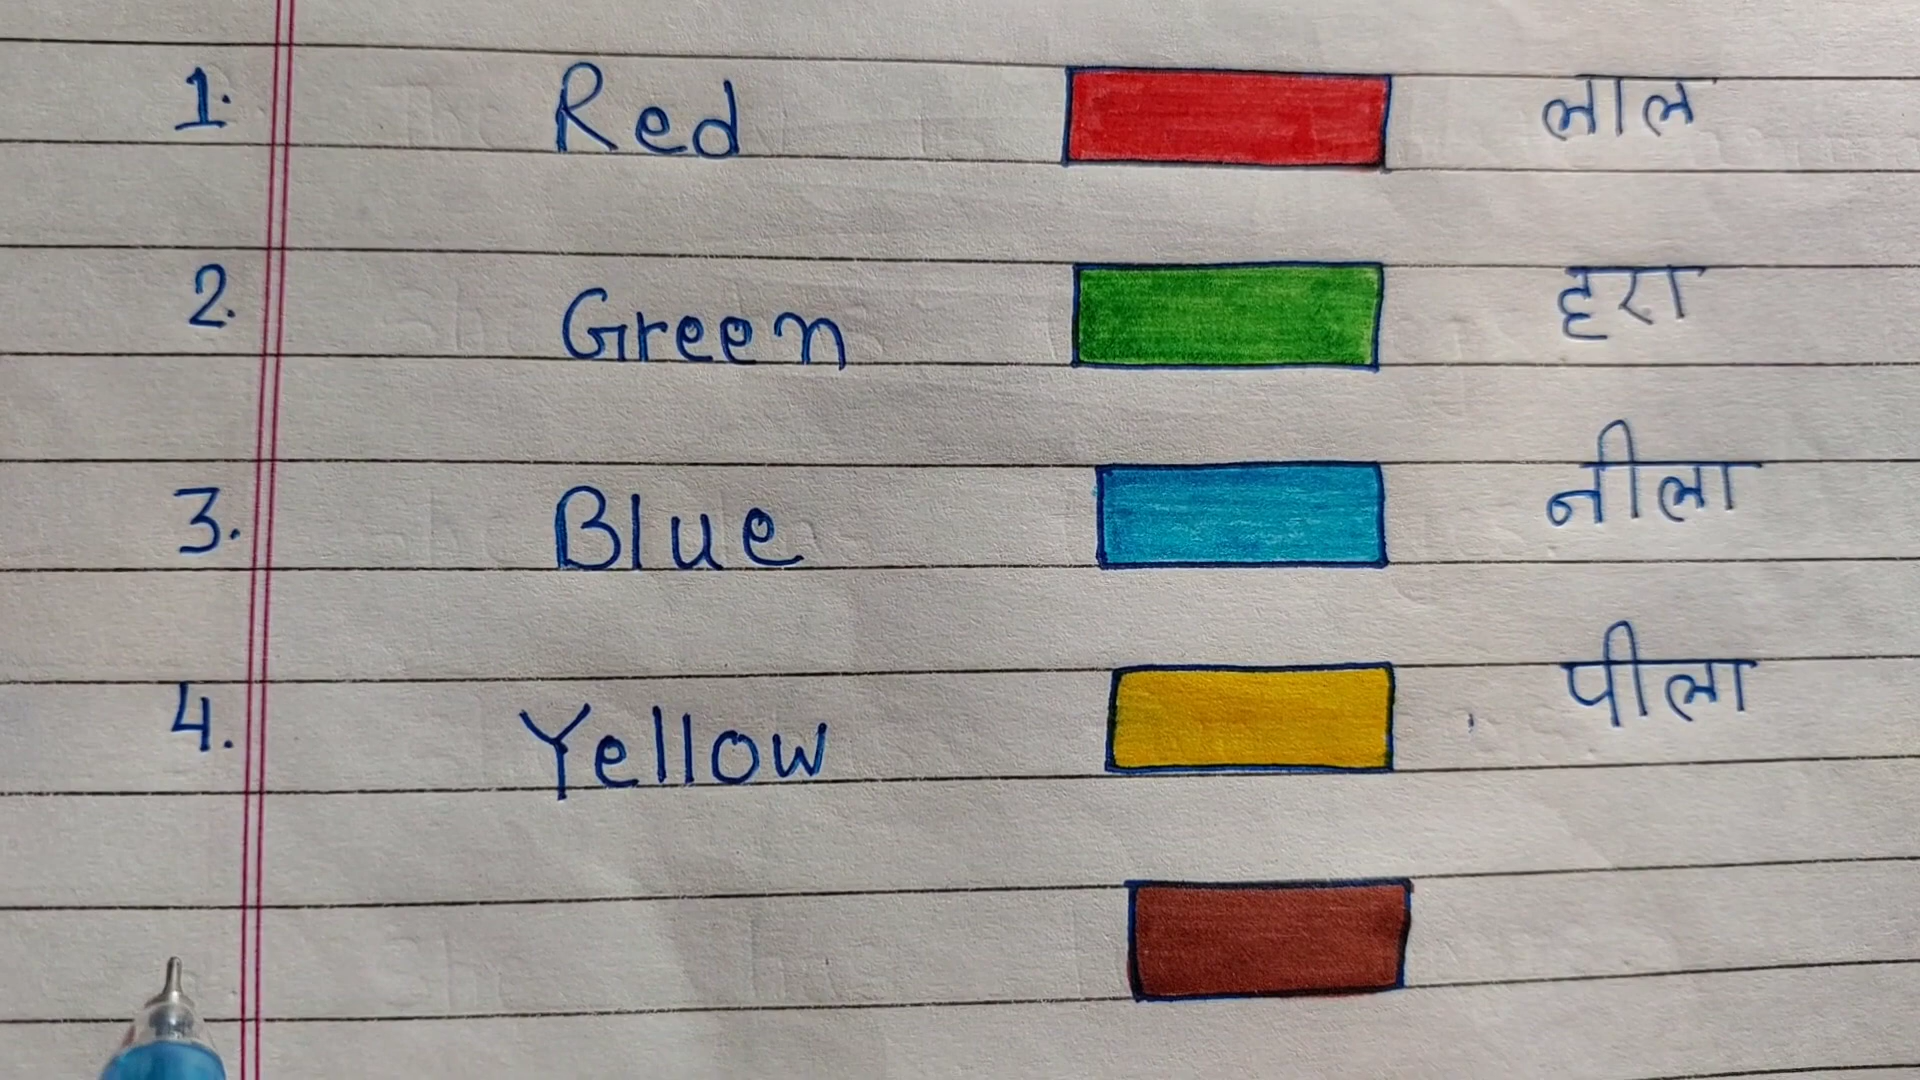 1. Red लाल
2. Green हरा
3. Blue नीला
4. Yellow पीला